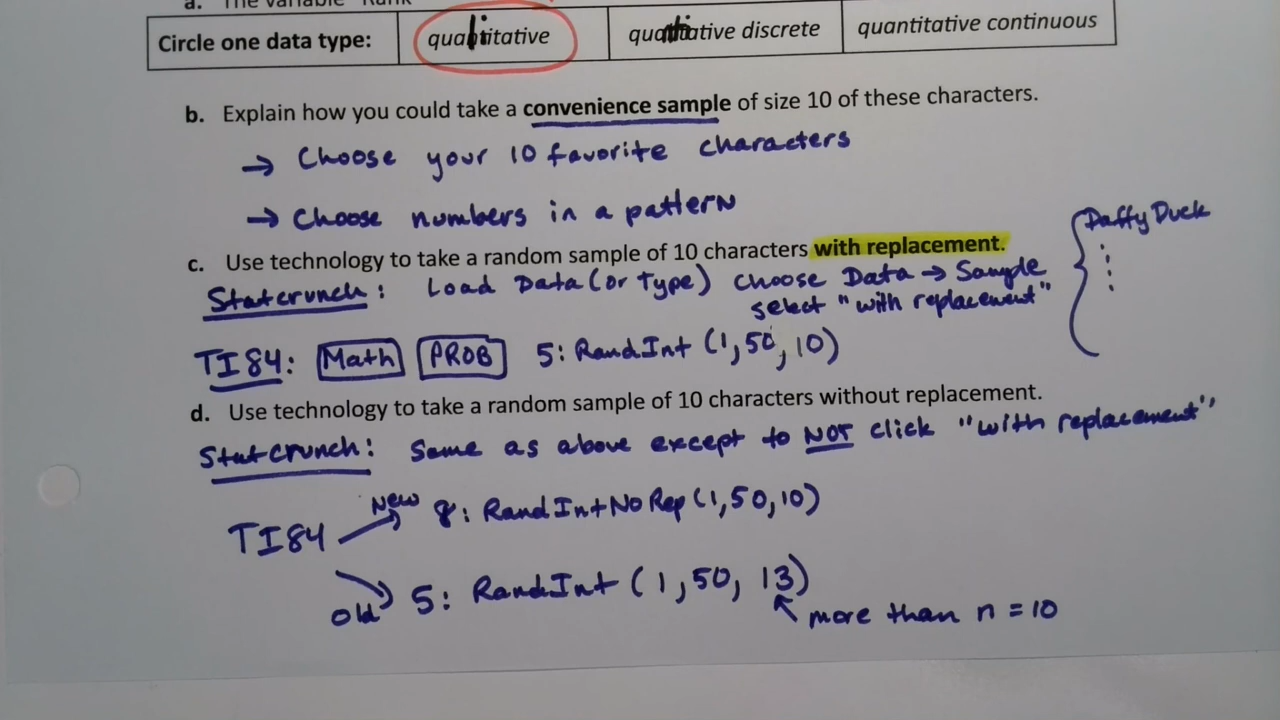 a. The variable "Rank
Circle one data type: qualitative quantitative discrete quantitative continuous
b. Explain how you could take a convenience sample of size 10 of these characters.
→ Choose your 10 favorite characters
→ Choose numbers in a pattern
c. Use technology to take a random sample of 10 characters with replacement.
Statcrunch: Load Data (or Type) choose Data → Sample
select "with replacement"
Daffy Duck
TI84: Math PROB 5: RandInt (1,50,10)
d. Use technology to take a random sample of 10 characters without replacement.
Statcrunch: Same as above except to NOT click "with replacement"
TI84 New 8: RandIntNoRep (1,50,10)
Old 5: RandInt (1,50, 13)
more than n = 10